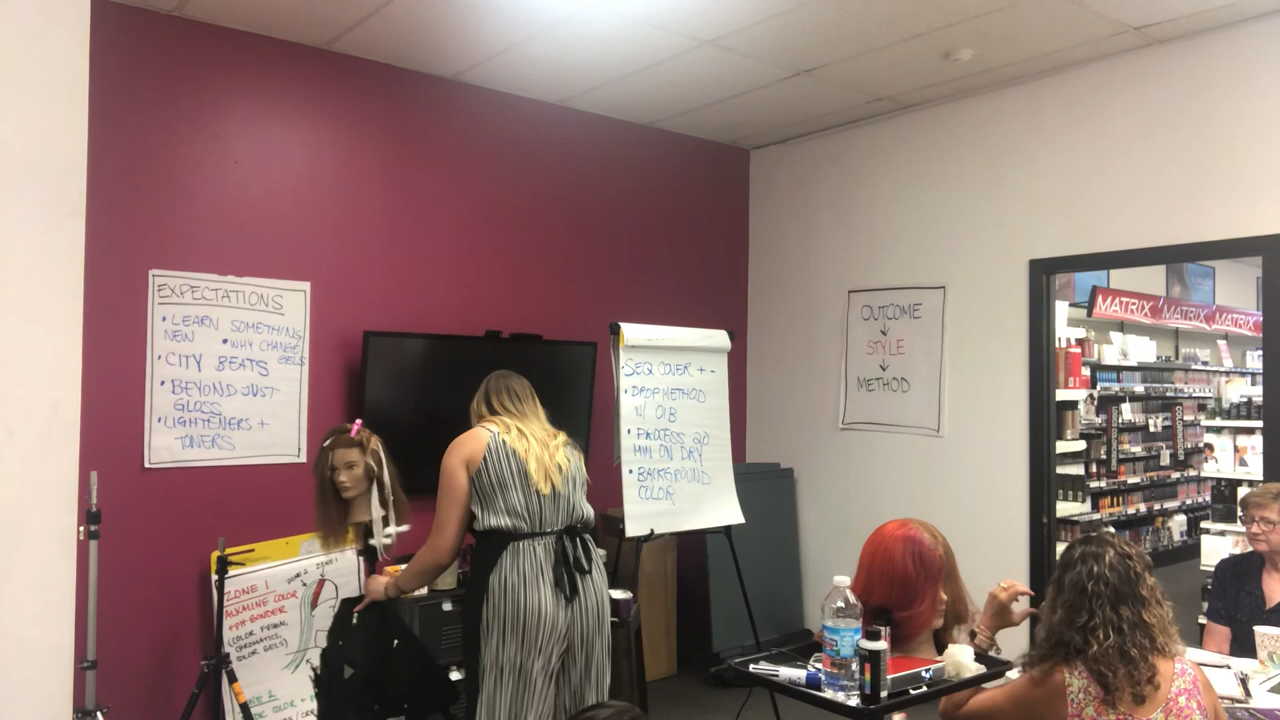 EXPECTATIONS
• LEARN SOMETHING
NEW • WHY CHANGE
GELS
• CITY BEATS
• BEYOND JUST
GLOSS
• LIGHTENERS +
TONERS
SEQ COVER + -
• DROP METHOD
W/ OIB
• PROCESS 20
MIN ON DRY
• BACKGROUND
COLOR
OUTCOME
STYLE
METHOD
MATRIX MATRIX MATRIX
ZONE 2 ZONE 1
ZONE 1
ALKALINE COLOR
+ PH BONDER
(COLOR FUSION,
CHROMATICS,
COLOR GELS)